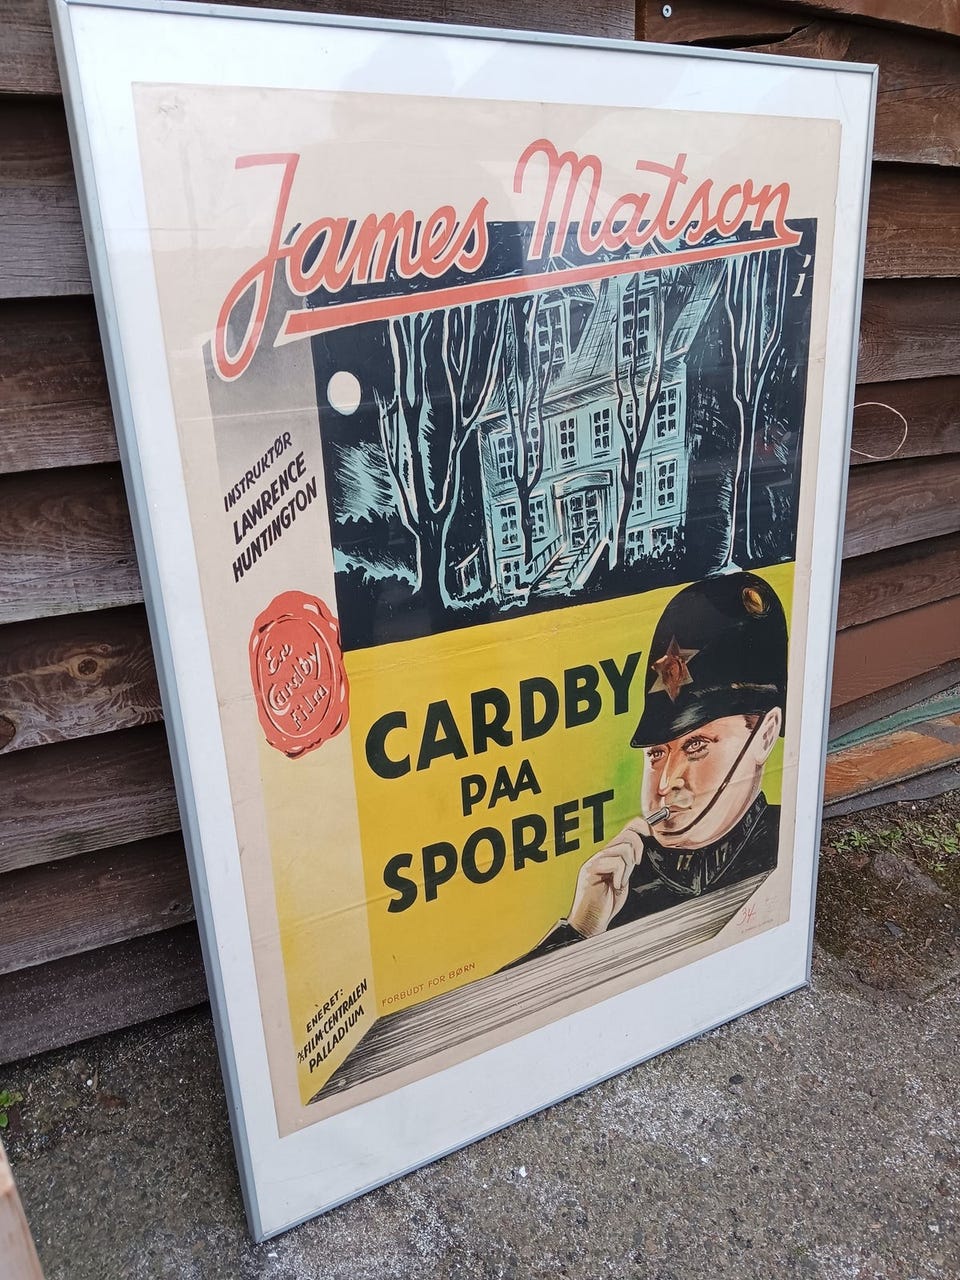 James Matson
i
INSTRUKTØR
LAWRENCE
HUNTINGTON
En
Cardby
Film
CARDBY
PAA
SPORET
17 17
FORBUDT FOR BØRN
34
ENERET:
A/S FILM-CENTRALEN
PALLADIUM